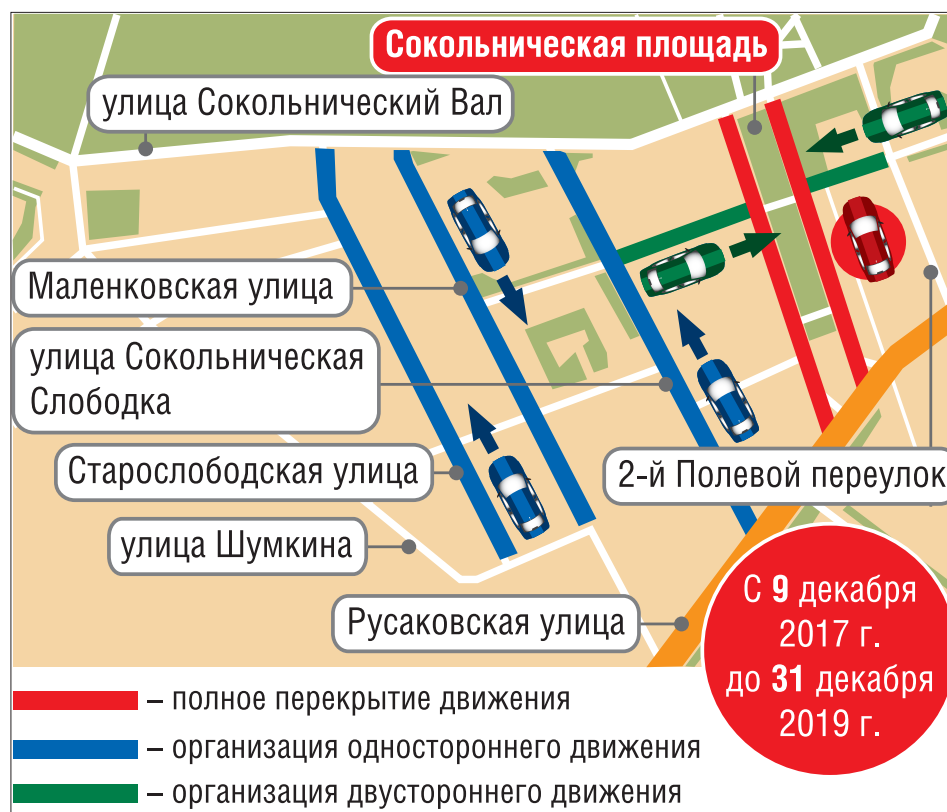 Сокольническая площадь
улица Сокольнический Вал
Маленковская улица
улица Сокольническая
Слободка
Старослободская улица
2-й Полевой переулок
улица Шумкина
Русаковская улица
С 9 декабря
2017 г.
до 31 декабря
2019 г.
– полное перекрытие движения
– организация одностороннего движения
– организация двустороннего движения